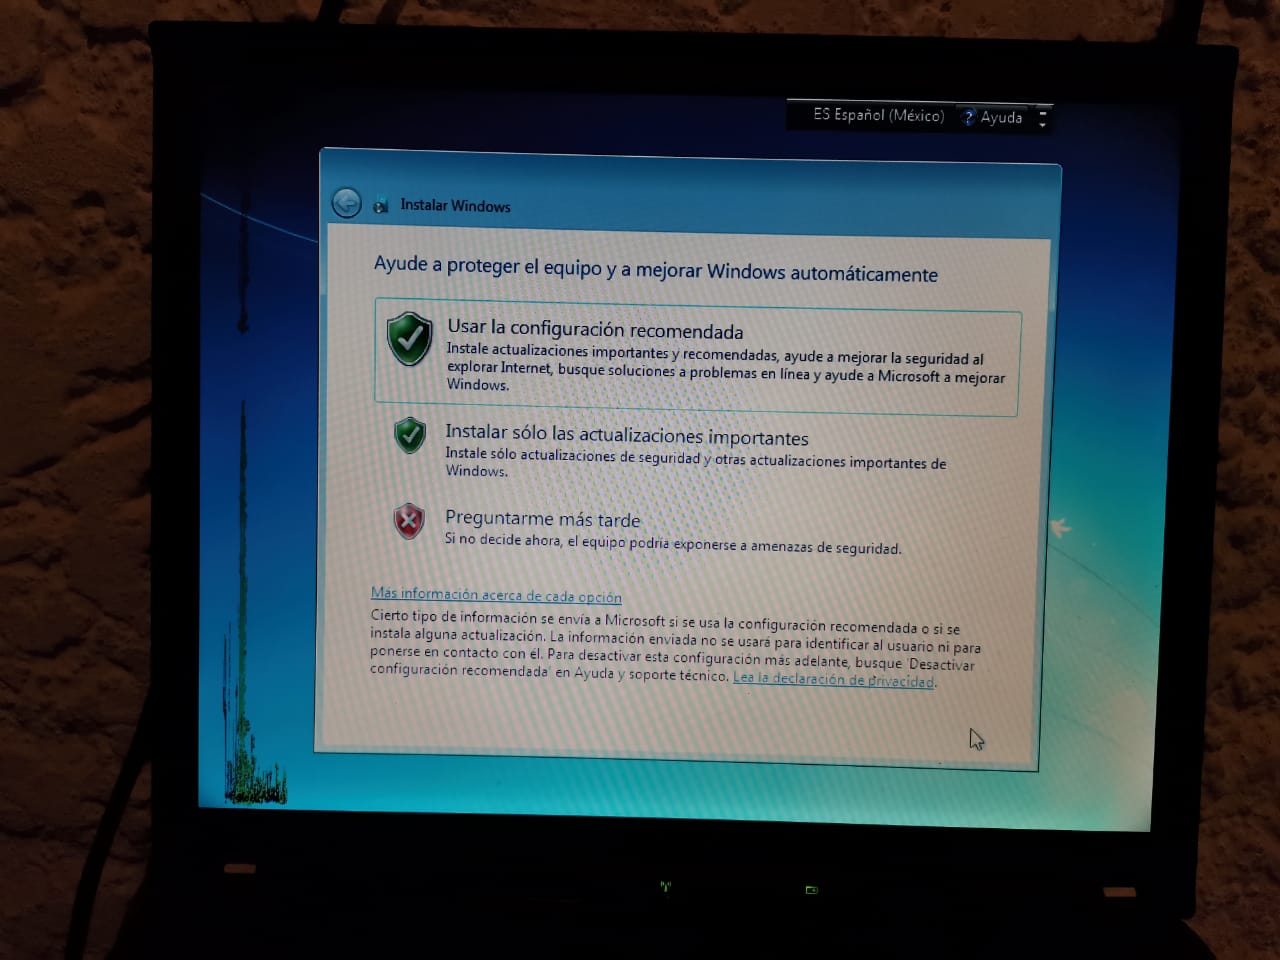 ES Español (México) ? Ayuda
Instalar Windows
Ayude a proteger el equipo y a mejorar Windows automáticamente
Usar la configuración recomendada
Instale actualizaciones importantes y recomendadas, ayude a mejorar la seguridad al
explorar Internet, busque soluciones a problemas en línea y ayude a Microsoft a mejorar
Windows.
Instalar sólo las actualizaciones importantes
Instale sólo actualizaciones de seguridad y otras actualizaciones importantes de
Windows.
Preguntarme más tarde
Si no decide ahora, el equipo podría exponerse a amenazas de seguridad.
Más información acerca de cada opción
Cierto tipo de información se envía a Microsoft si se usa la configuración recomendada o si se
instala alguna actualización. La información enviada no se usará para identificar al usuario ni para
ponerse en contacto con él. Para desactivar esta configuración más adelante, busque 'Desactivar
configuración recomendada' en Ayuda y soporte técnico. Lea la declaración de privacidad.